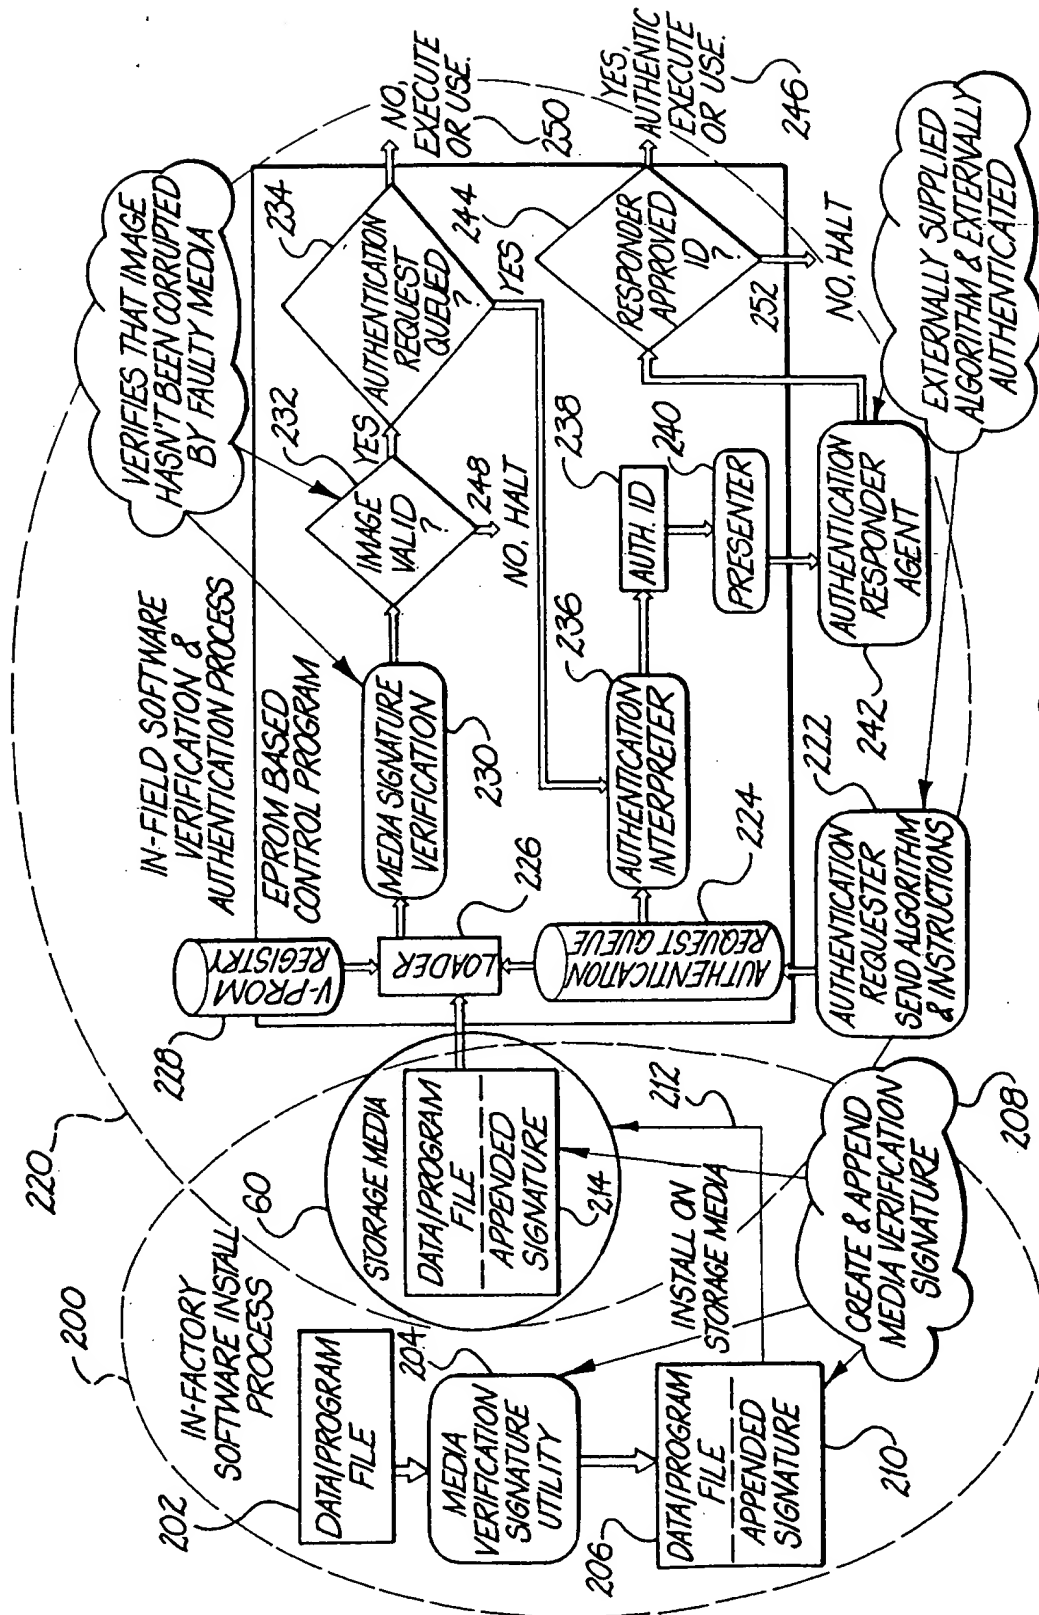 200
IN-FACTORY
SOFTWARE INSTALL
PROCESS
202
DATA/PROGRAM
FILE
204
MEDIA
VERIFICATION
SIGNATURE
UTILITY
206
DATA/PROGRAM
FILE
APPENDED
SIGNATURE
210
INSTALL ON
STORAGE MEDIA
212
CREATE & APPEND
MEDIA VERIFICATION
SIGNATURE
208
220
60
STORAGE MEDIA
DATA/PROGRAM
FILE
APPENDED
SIGNATURE
214
IN-FIELD SOFTWARE
VERIFICATION &
AUTHENTICATION PROCESS
EPROM BASED
CONTROL PROGRAM
V-PROM
REGISTRY
228
LOADER
226
AUTHENTICATION
REQUEST QUEUE
224
AUTHENTICATION
REQUESTER
SEND ALGORITHM
& INSTRUCTIONS
222
MEDIA SIGNATURE
VERIFICATION
230
VERIFIES THAT IMAGE
HASN'T BEEN CORRUPTED
BY FAULTY MEDIA
IMAGE
VALID
?
232
YES
248
NO, HALT
AUTHENTICATION
REQUEST
QUEUED
?
234
YES
NO,
EXECUTE
OR USE.
250
AUTHENTICATION
INTERPRETER
236
AUTH. ID
238
PRESENTER
240
AUTHENTICATION
RESPONDER
AGENT
242
RESPONDER
APPROVED
ID
?
244
YES,
AUTHENTIC
EXECUTE
OR USE.
246
252
NO, HALT
EXTERNALLY SUPPLIED
ALGORITHM & EXTERNALLY
AUTHENTICATED